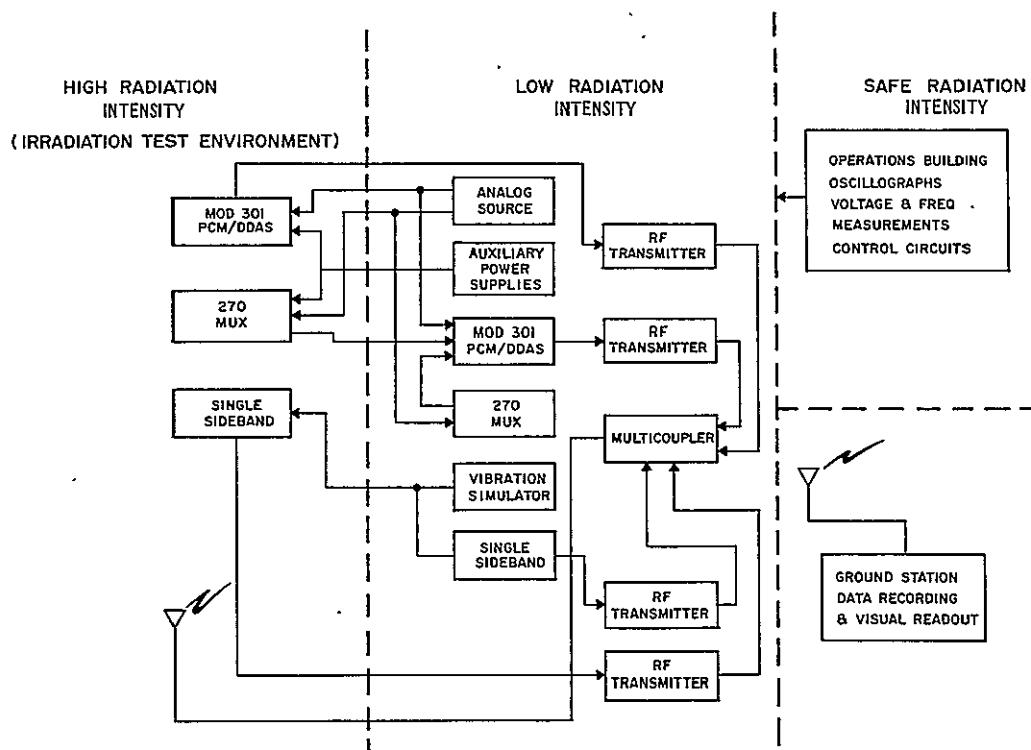 HIGH RADIATION
INTENSITY
(IRRADIATION TEST ENVIRONMENT)
MOD 301
PCM/DDAS
270
MUX
SINGLE
SIDEBAND
LOW RADIATION
INTENSITY
ANALOG
SOURCE
AUXILIARY
POWER
SUPPLIES
MOD 301
PCM/DDAS
270
MUX
VIBRATION
SIMULATOR
SINGLE
SIDEBAND
RF
TRANSMITTER
RF
TRANSMITTER
MULTICOUPLER
RF
TRANSMITTER
RF
TRANSMITTER
SAFE RADIATION
INTENSITY
OPERATIONS BUILDING
OSCILLOGRAPHS
VOLTAGE & FREQ
MEASUREMENTS
CONTROL CIRCUITS
GROUND STATION
DATA RECORDING
& VISUAL READOUT